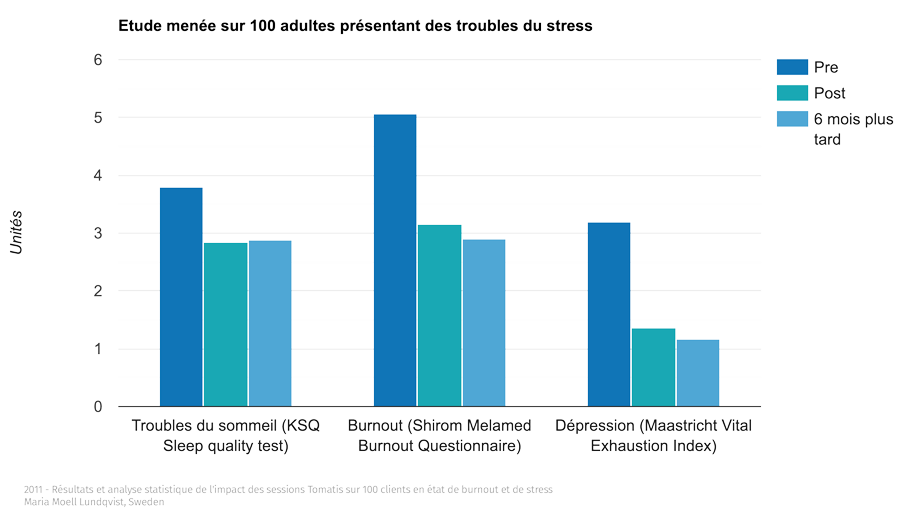 Etude menée sur 100 adultes présentant des troubles du stress
6
5
4
3
2
1
0
Unités
Pre
Post
6 mois plus
tard
Troubles du sommeil (KSQ
Sleep quality test)
Burnout (Shirom Melamed
Burnout Questionnaire)
Dépression (Maastricht Vital
Exhaustion Index)
2011 - Résultats et analyse statistique de l'impact des sessions Tomatis sur 100 clients en état de burnout et de stress
Maria Moell Lundqvist, Sweden